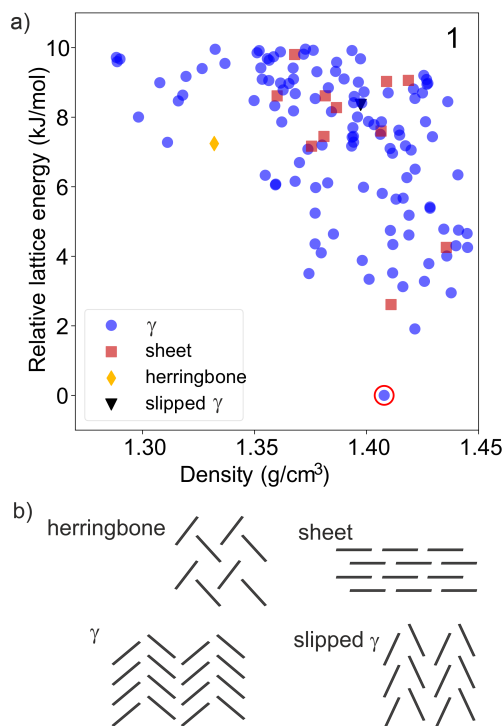 a)
1
Relative lattice energy (kJ/mol)
10
8
6
4
2
0
γ
sheet
herringbone
slipped γ
1.30 1.35 1.40 1.45
Density (g/cm³)
b)
herringbone
sheet
γ
slipped γ